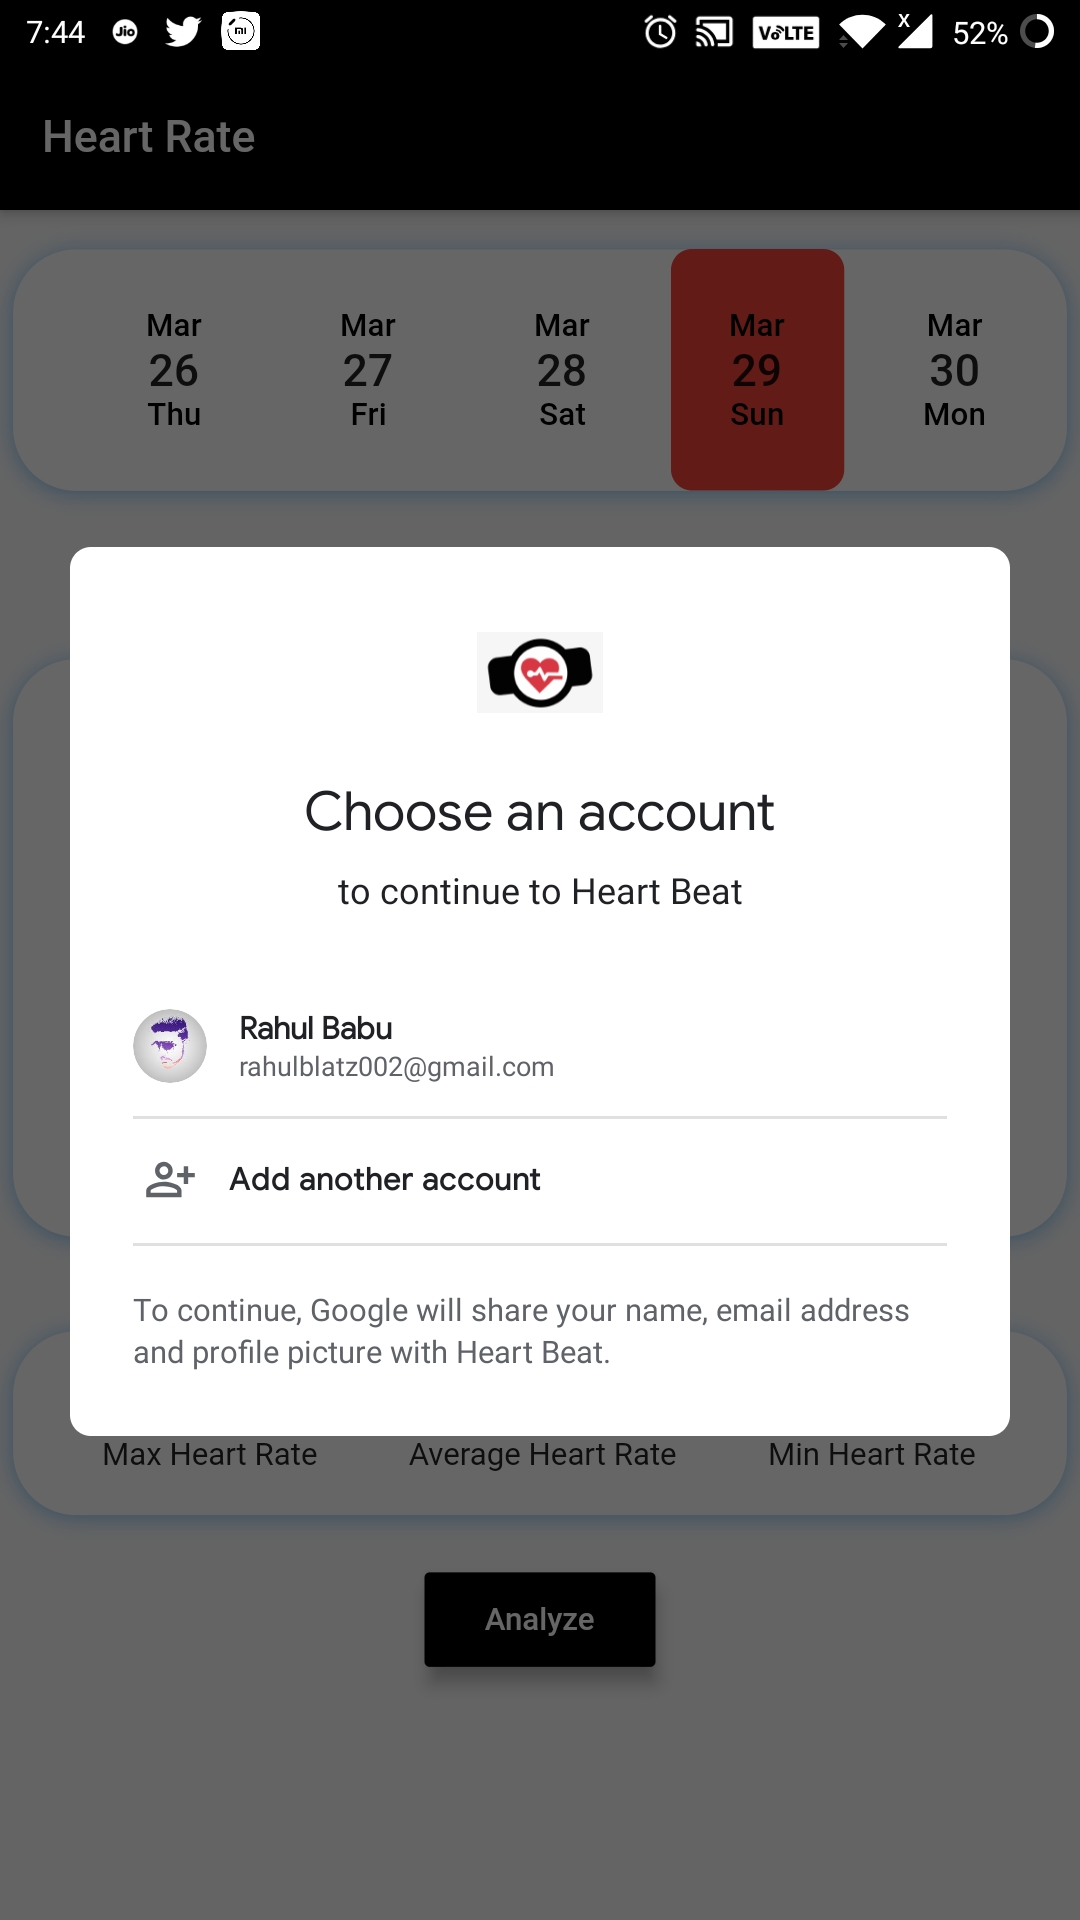 7:44 Jio mi VoLTE X 52%
Heart Rate
Mar Mar Mar Mar Mar
26 27 28 29 30
Thu Fri Sat Sun Mon
Choose an account
to continue to Heart Beat
Rahul Babu
rahulblatz002@gmail.com
Add another account
To continue, Google will share your name, email address
and profile picture with Heart Beat.
Max Heart Rate Average Heart Rate Min Heart Rate
Analyze